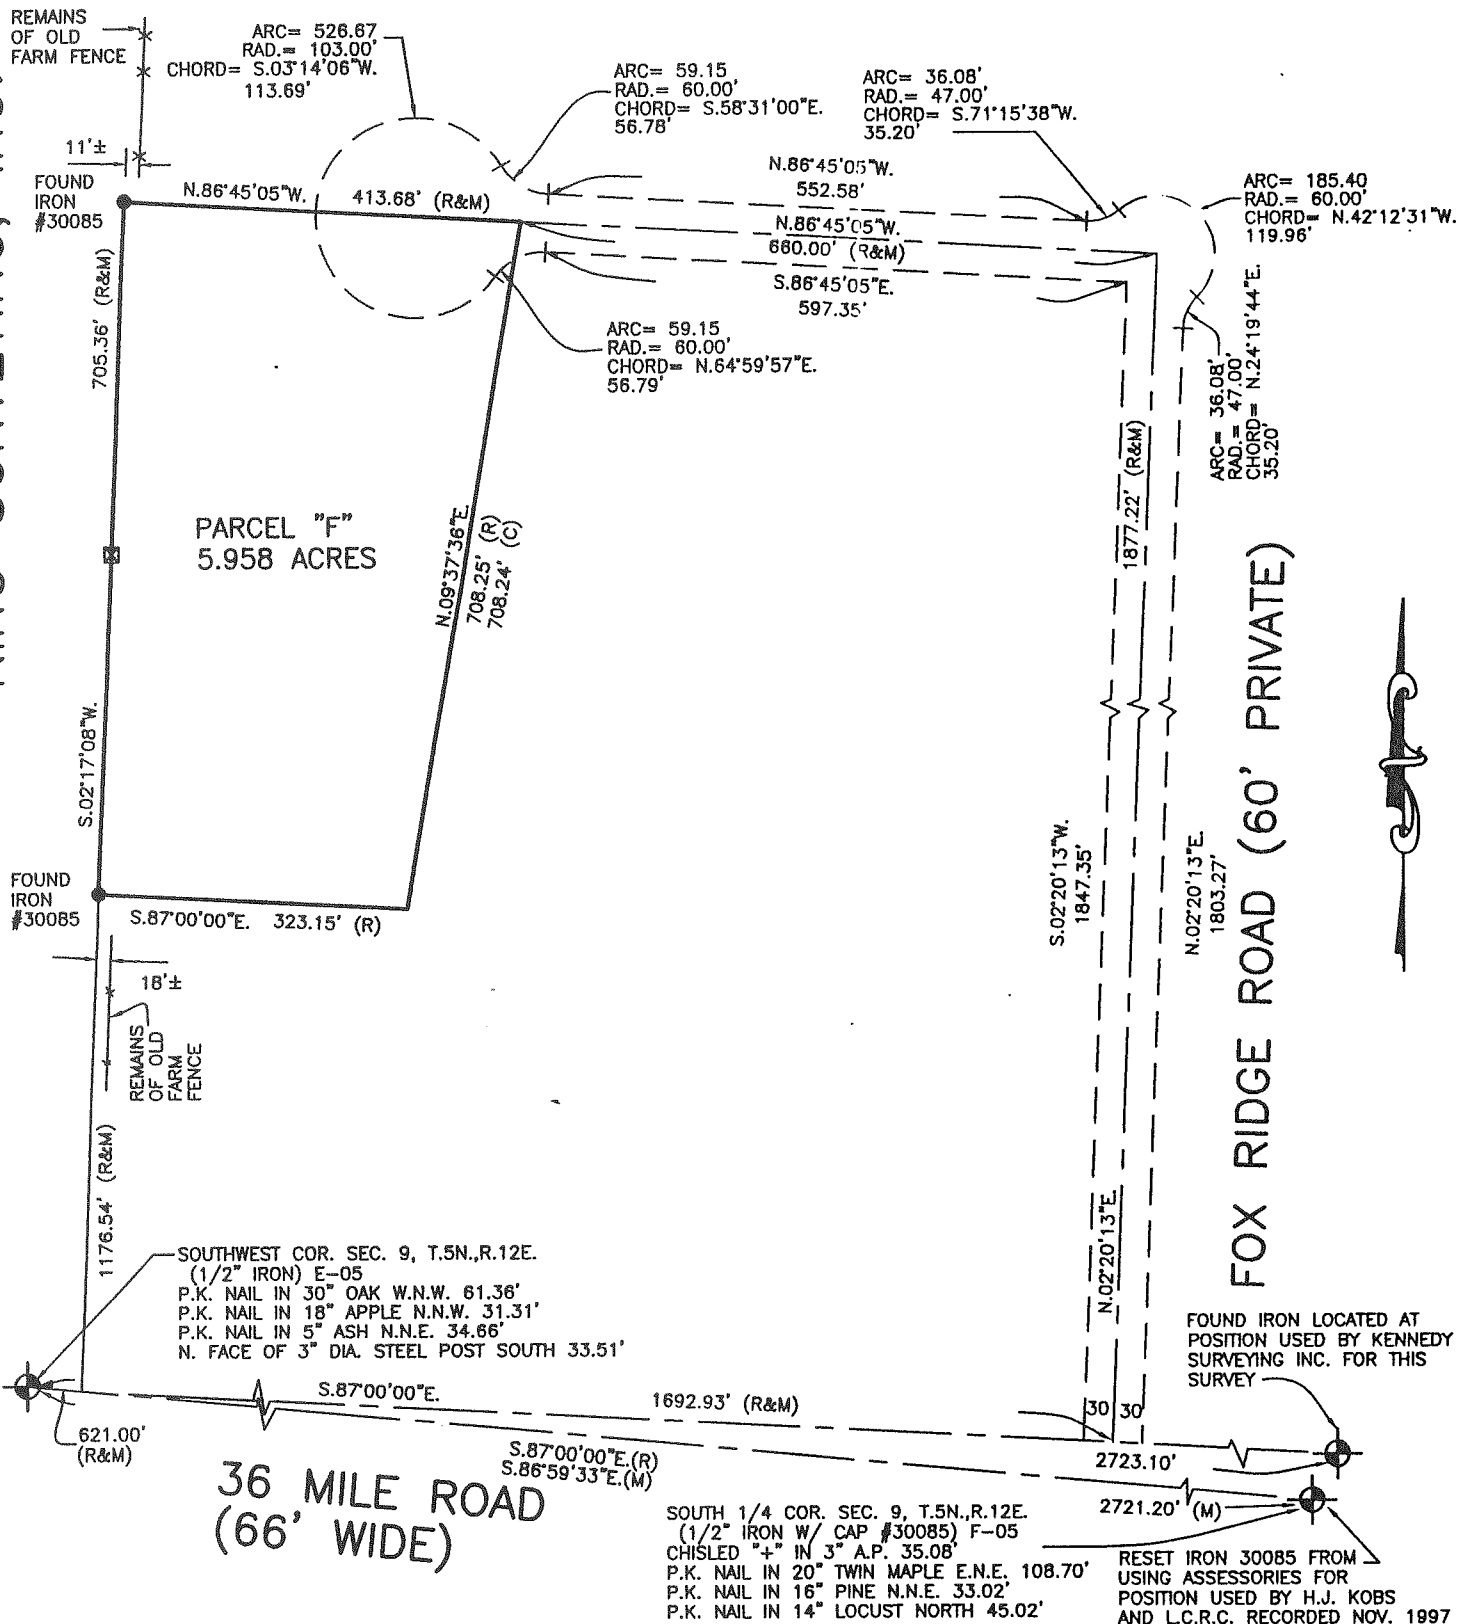 REMAINS
OF OLD
FARM FENCE
ARC= 526.67
RAD.= 103.00'
CHORD= S.03°14'06"W.
113.69'
ARC= 59.15
RAD.= 60.00'
CHORD= S.58°31'00"E.
56.78'
ARC= 36.08'
RAD.= 47.00'
CHORD= S.71°15'38"W.
35.20'
11'±
FOUND
IRON
#30085
N.86°45'05"W. 413.68' (R&M)
N.86°45'05"W.
552.58'
N.86°45'05"W.
660.00' (R&M)
S.86°45'05"E.
597.35'
ARC= 185.40
RAD.= 60.00'
CHORD= N.42°12'31"W.
119.96'
ARC= 59.15
RAD.= 60.00'
CHORD= N.64°59'57"E.
56.79'
ARC= 36.08'
RAD.= 47.00'
CHORD= N.24°19'44"E.
35.20'
705.36' (R&M)
S.02°17'08"W.
PARCEL "F"
5.958 ACRES
N.09°37'36"E.
708.25' (R)
708.24' (C)
1877.22' (R&M)
FOX RIDGE ROAD (60' PRIVATE)
S.02°20'13"W.
1847.35'
N.02°20'13"E.
1803.27'
FOUND
IRON
#30085
S.87°00'00"E. 323.15' (R)
18'±
REMAINS
OF OLD
FARM
FENCE
1176.54' (R&M)
N.02°20'13"E.
SOUTHWEST COR. SEC. 9, T.5N.,R.12E.
(1/2" IRON) E-05
P.K. NAIL IN 30" OAK W.N.W. 61.36'
P.K. NAIL IN 18" APPLE N.N.W. 31.31'
P.K. NAIL IN 5" ASH N.N.E. 34.66'
N. FACE OF 3" DIA. STEEL POST SOUTH 33.51'
FOUND IRON LOCATED AT
POSITION USED BY KENNEDY
SURVEYING INC. FOR THIS
SURVEY
S.87°00'00"E. 1692.93' (R&M)
30 30
621.00'
(R&M)
S.87°00'00"E.(R)
S.86°59'33"E.(M)
2723.10'
2721.20' (M)
36 MILE ROAD
(66' WIDE)
SOUTH 1/4 COR. SEC. 9, T.5N.,R.12E.
(1/2" IRON W/ CAP #30085) F-05
CHISLED "+" IN 3" A.P. 35.08'
P.K. NAIL IN 20" TWIN MAPLE E.N.E. 108.70'
P.K. NAIL IN 16" PINE N.N.E. 33.02'
P.K. NAIL IN 14" LOCUST NORTH 45.02'
RESET IRON 30085 FROM
USING ASSESSORIES FOR
POSITION USED BY H.J. KOBS
AND L.C.R.C. RECORDED NOV. 1997